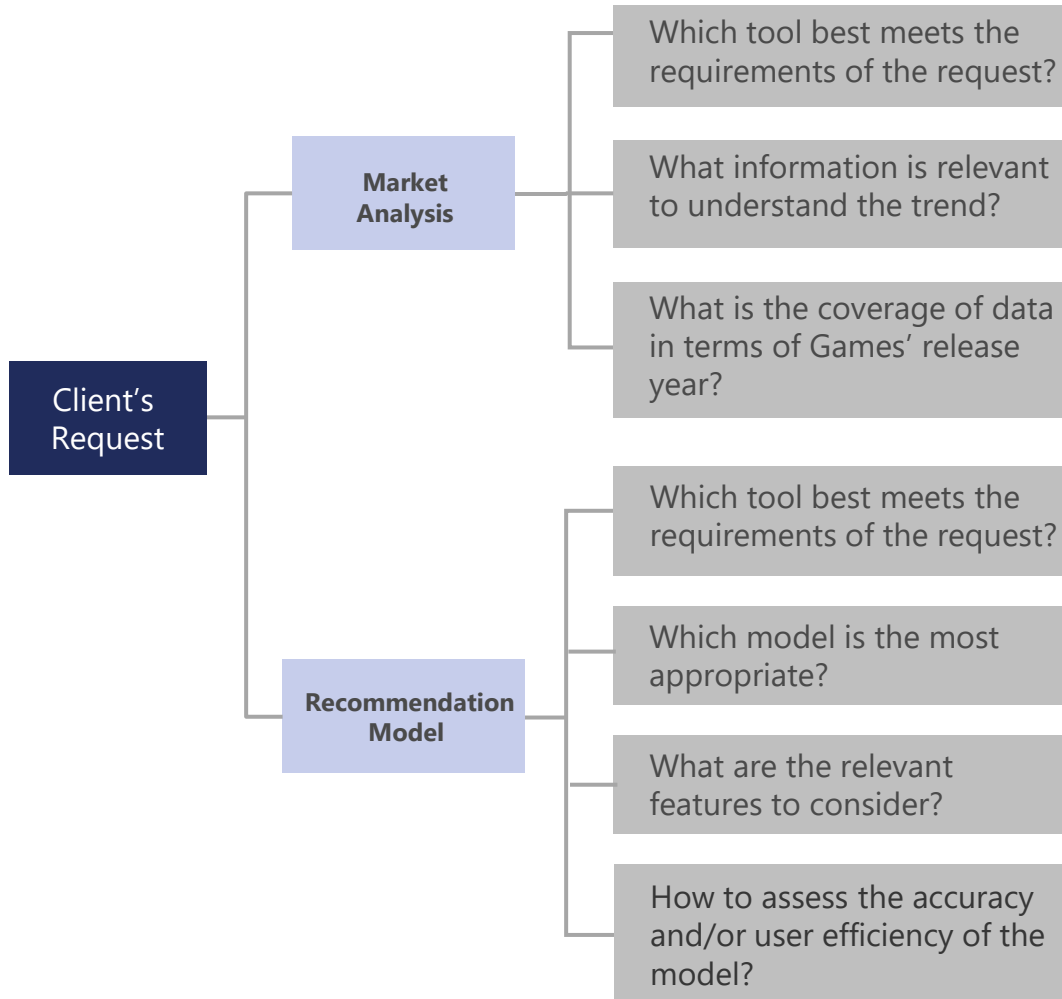 Client’s
Request
Market
Analysis
Which tool best meets the
requirements of the request?
What information is relevant
to understand the trend?
What is the coverage of data
in terms of Games’ release
year?
Recommendation
Model
Which tool best meets the
requirements of the request?
Which model is the most
appropriate?
What are the relevant
features to consider?
How to assess the accuracy
and/or user efficiency of the
model?